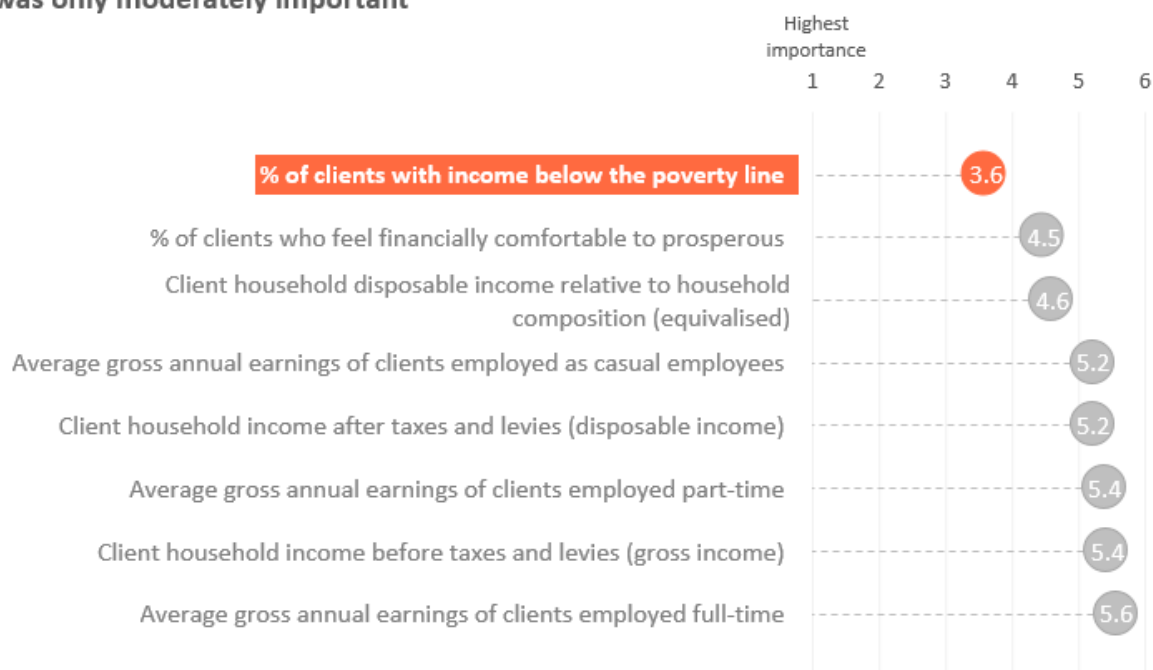 was only moderately important
Highest
importance
1 2 3 4 5 6
% of clients with income below the poverty line 3.6
% of clients who feel financially comfortable to prosperous 4.5
Client household disposable income relative to household
composition (equivalised) 4.6
Average gross annual earnings of clients employed as casual employees 5.2
Client household income after taxes and levies (disposable income) 5.2
Average gross annual earnings of clients employed part-time 5.4
Client household income before taxes and levies (gross income) 5.4
Average gross annual earnings of clients employed full-time 5.6